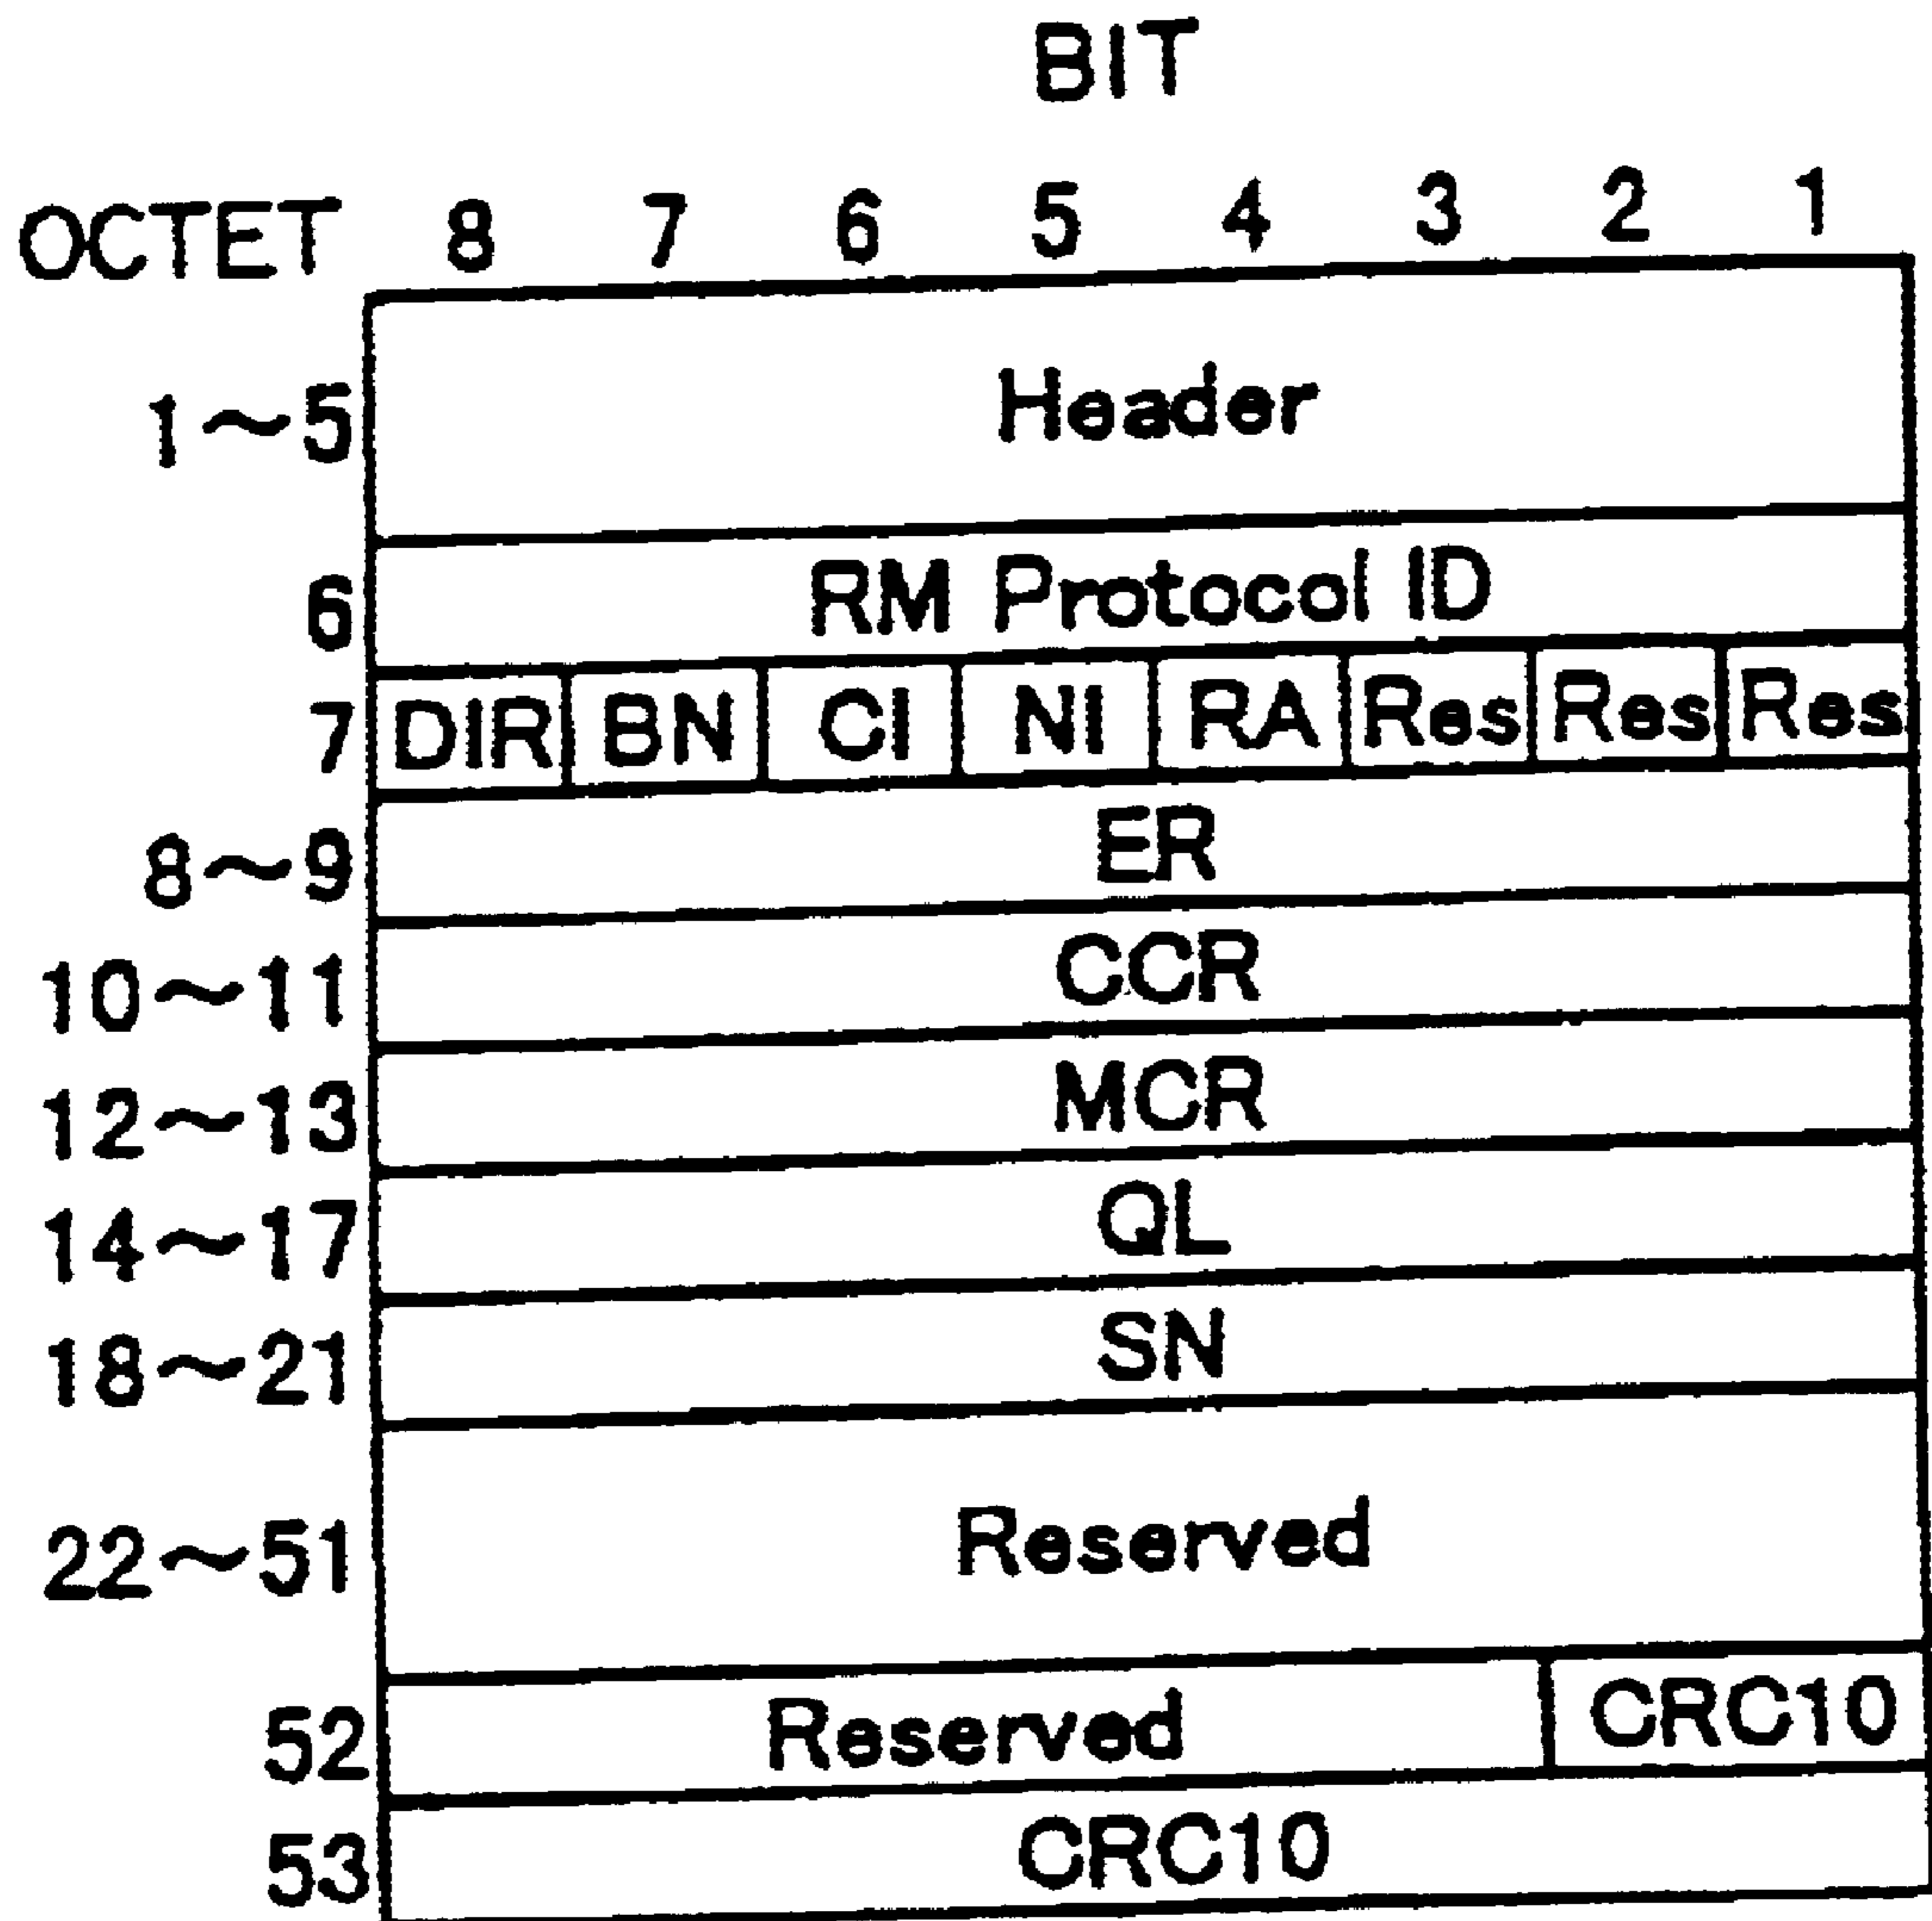 BIT
OCTET 8 7 6 5 4 3 2 1
1~5 Header
6 RM Protocol ID
7 DIR BN CI NI RA Res Res Res
8~9 ER
10~11 CCR
12~13 MCR
14~17 QL
18~21 SN
22~51 Reserved
52 Reserved CRC10
53 CRC10